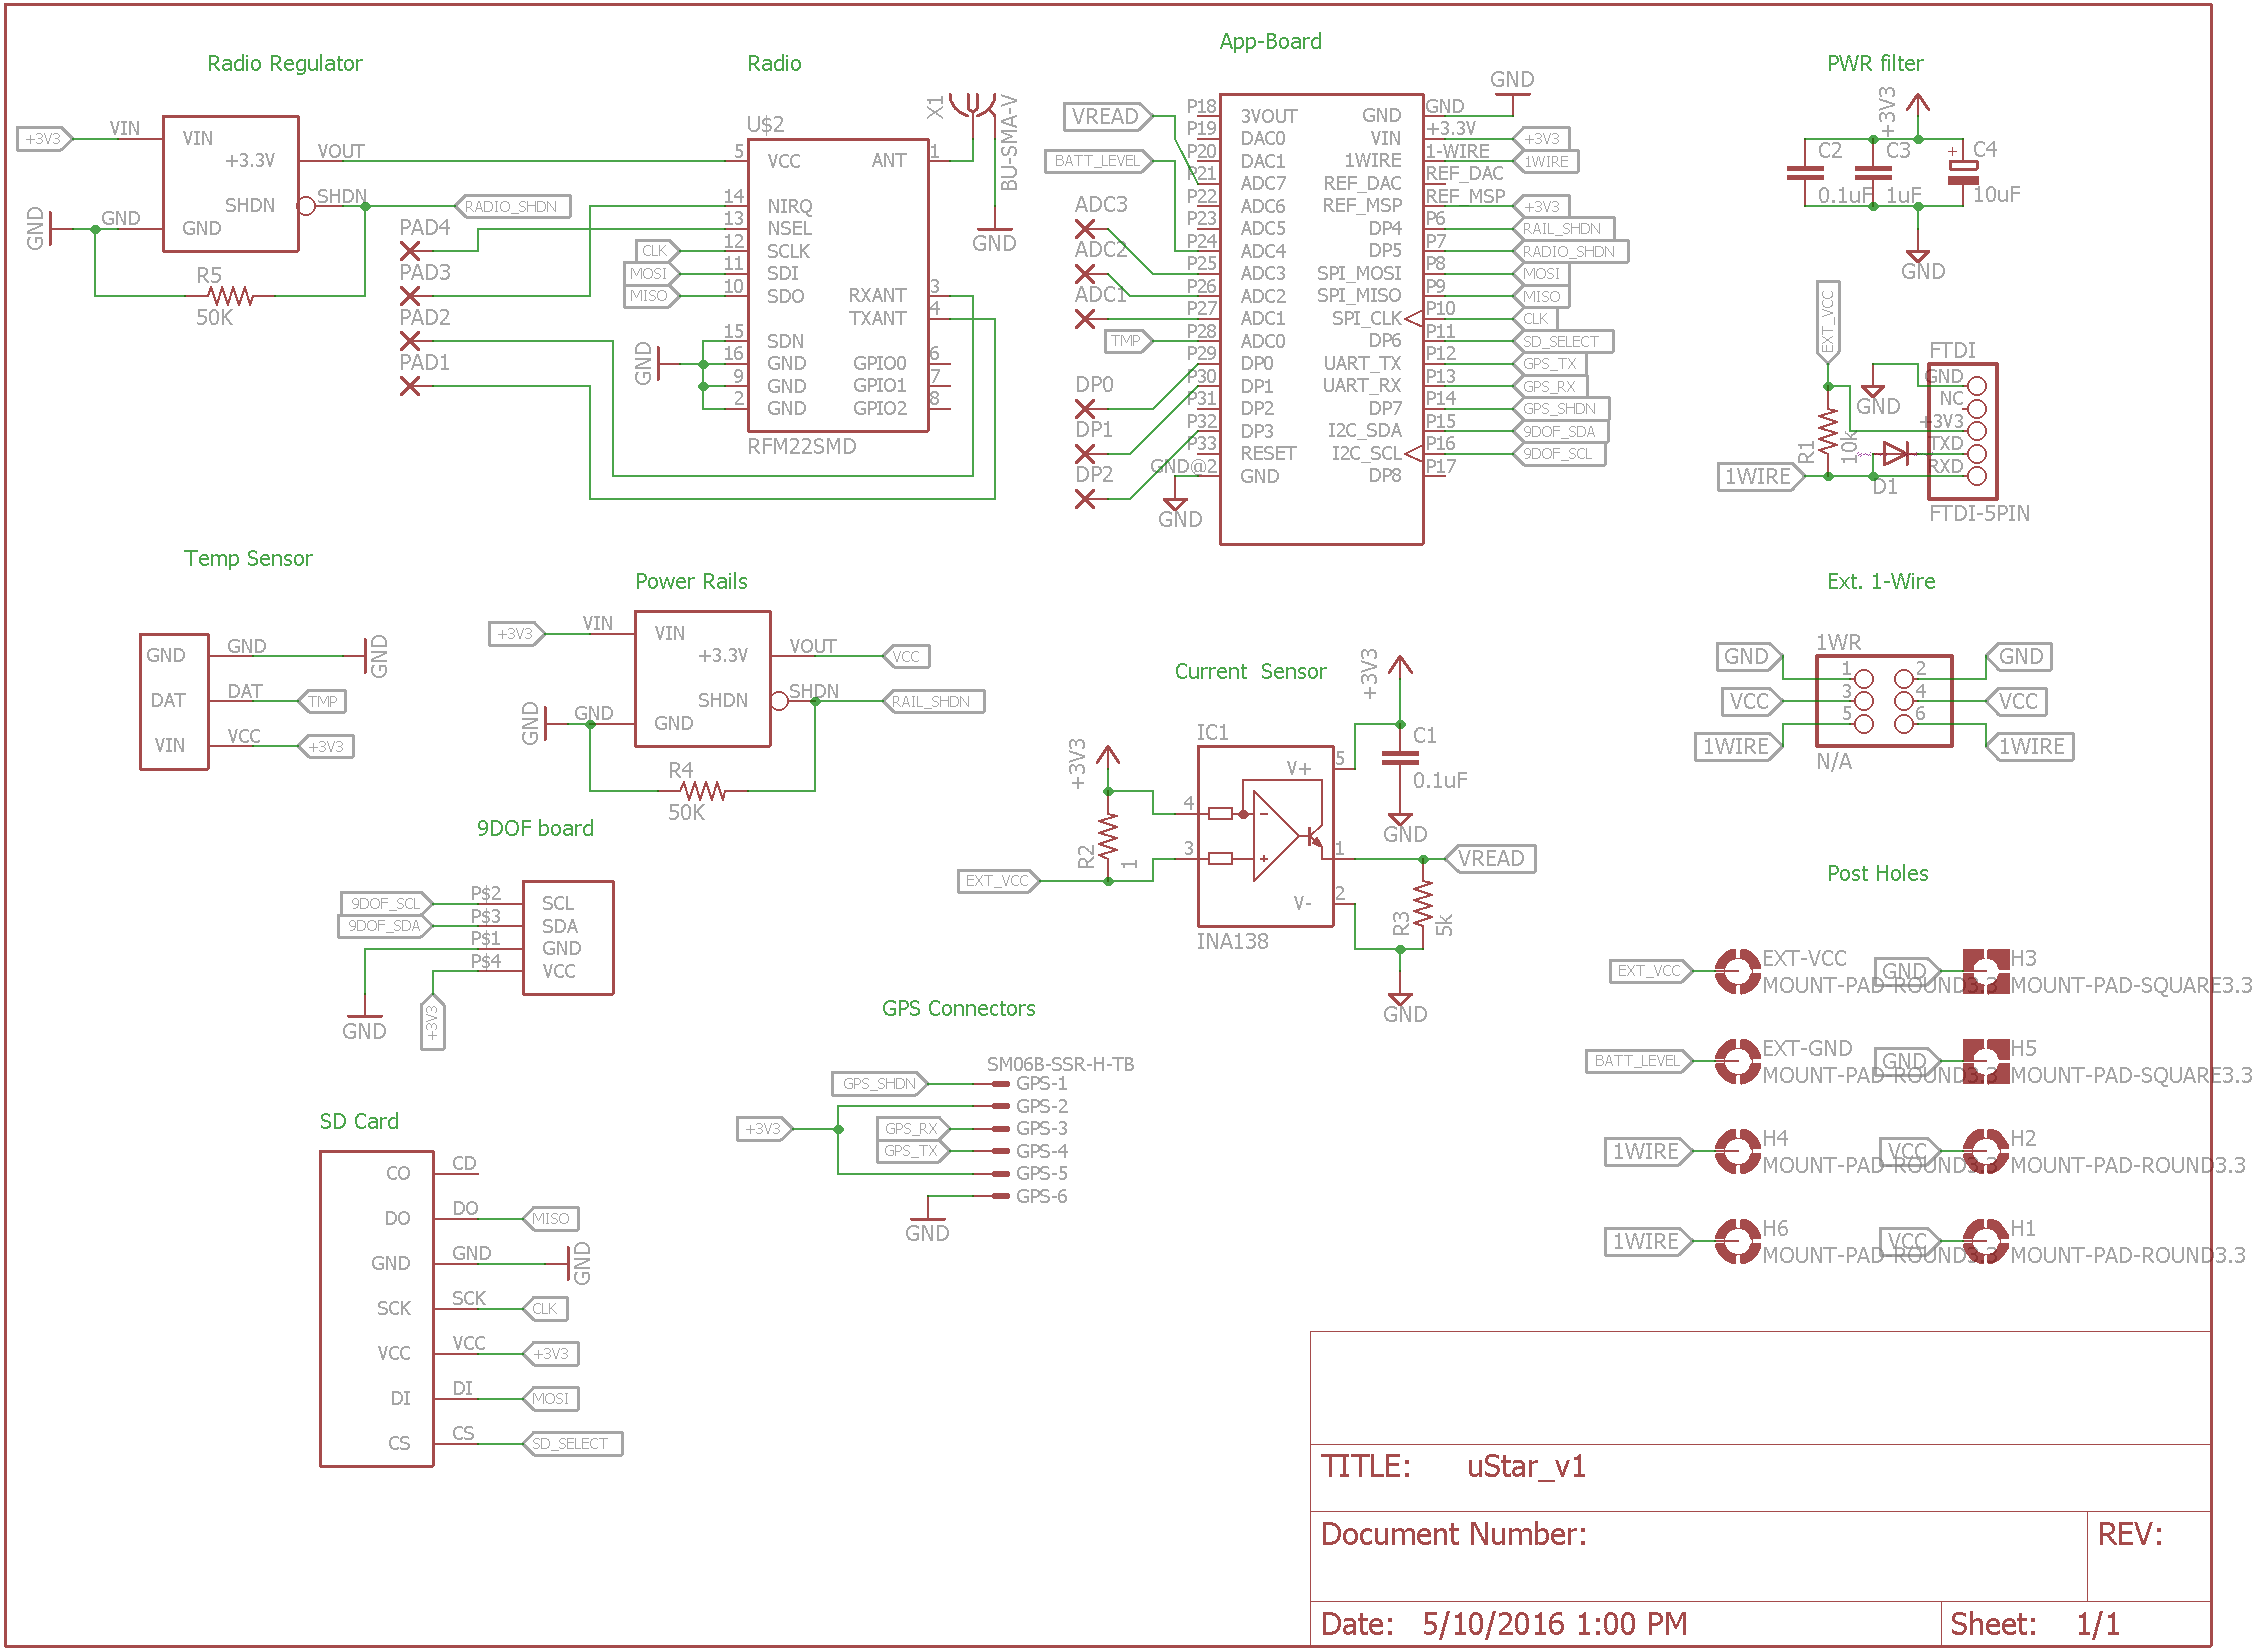 Radio Regulator
+3V3
VIN
VIN
+3.3V
VOUT
SHDN
SHDN
RADIO_SHDN
GND
GND
GND
R5
50K
PAD4
PAD3
PAD2
PAD1
Radio
U$2
X1
BU-SMA-V
GND
5 VCC
ANT 1
14 NIRQ
13 NSEL
CLK 12 SCLK
MOSI 11 SDI
MISO 10 SDO
RXANT 3
TXANT 4
15 SDN
16 GND
9 GND
2 GND
GPIO0 6
GPIO1 7
GPIO2 8
GND
RFM22SMD
App-Board
VREAD
BATT_LEVEL
ADC3
ADC2
ADC1
TMP
DP0
DP1
DP2
P18 3VOUT
P19 DAC0
P20 DAC1
P21 ADC7
P22 ADC6
P23 ADC5
P24 ADC4
P25 ADC3
P26 ADC2
P27 ADC1
P28 ADC0
P29 DP0
P30 DP1
P31 DP2
P32 DP3
P33 RESET
GND@2 GND
GND
GND
GND GND
VIN +3.3V +3V3
1WIRE 1-WIRE 1WIRE
REF_DAC REF_DAC
REF_MSP REF_MSP +3V3
DP4 P6 RAIL_SHDN
DP5 P7 RADIO_SHDN
SPI_MOSI P8 MOSI
SPI_MISO P9 MISO
SPI_CLK P10 CLK
DP6 P11 SD_SELECT
UART_TX P12 GPS_TX
UART_RX P13 GPS_RX
DP7 P14 GPS_SHDN
I2C_SDA P15 9DOF_SDA
I2C_SCL P16 9DOF_SCL
DP8 P17
PWR filter
+3V3
C2
0.1uF
C3
1uF
+
C4
10uF
GND
EXT_VCC
FTDI
GND
GND
NC
+3V3
TXD
RXD
R1
10k
1WIRE
D1
FTDI-5PIN
Temp Sensor
GND GND GND
DAT DAT TMP
VIN VCC +3V3
Power Rails
+3V3
VIN
VIN
+3.3V
VOUT
VCC
SHDN
SHDN
RAIL_SHDN
GND
GND
GND
R4
50K
Current Sensor
+3V3
C1
0.1uF
GND
+3V3
IC1
V+ 5
4
-
3
+
1
2
V-
R2
1
EXT_VCC
VREAD
R3
5k
INA138
GND
Ext. 1-Wire
1WR
GND 1 2 GND
VCC 3 4 VCC
1WIRE 5 6 1WIRE
N/A
9DOF board
9DOF_SCL P$2 SCL
9DOF_SDA P$3 SDA
P$1 GND
P$4 VCC
GND
+3V3
GPS Connectors
SM06B-SSR-H-TB
GPS_SHDN GPS-1
GPS-2
+3V3 GPS_RX GPS-3
GPS_TX GPS-4
GPS-5
GPS-6
GND
Post Holes
EXT_VCC EXT-VCC
MOUNT-PAD-ROUND3.3
GND H3
MOUNT-PAD-SQUARE3.3
BATT_LEVEL EXT-GND
MOUNT-PAD-ROUND3.3
GND H5
MOUNT-PAD-SQUARE3.3
1WIRE H4
MOUNT-PAD-ROUND3.3
VCC H2
MOUNT-PAD-ROUND3.3
1WIRE H6
MOUNT-PAD-ROUND3.3
VCC H1
MOUNT-PAD-ROUND3.3
SD Card
CO CD
DO DO MISO
GND GND GND
SCK SCK CLK
VCC VCC +3V3
DI DI MOSI
CS CS SD_SELECT
TITLE: uStar_v1
Document Number:
REV:
Date: 5/10/2016 1:00 PM
Sheet: 1/1